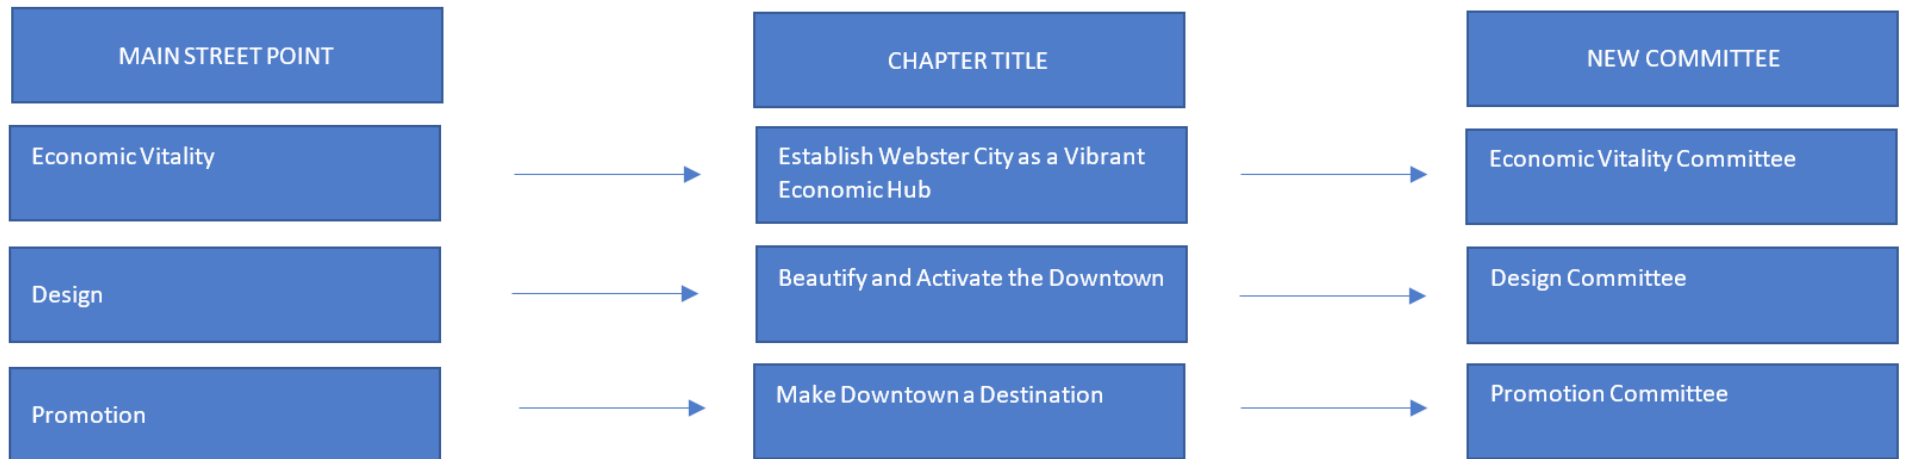 MAIN STREET POINT
CHAPTER TITLE
NEW COMMITTEE
Economic Vitality
Establish Webster City as a Vibrant
Economic Hub
Economic Vitality Committee
Design
Beautify and Activate the Downtown
Design Committee
Promotion
Make Downtown a Destination
Promotion Committee